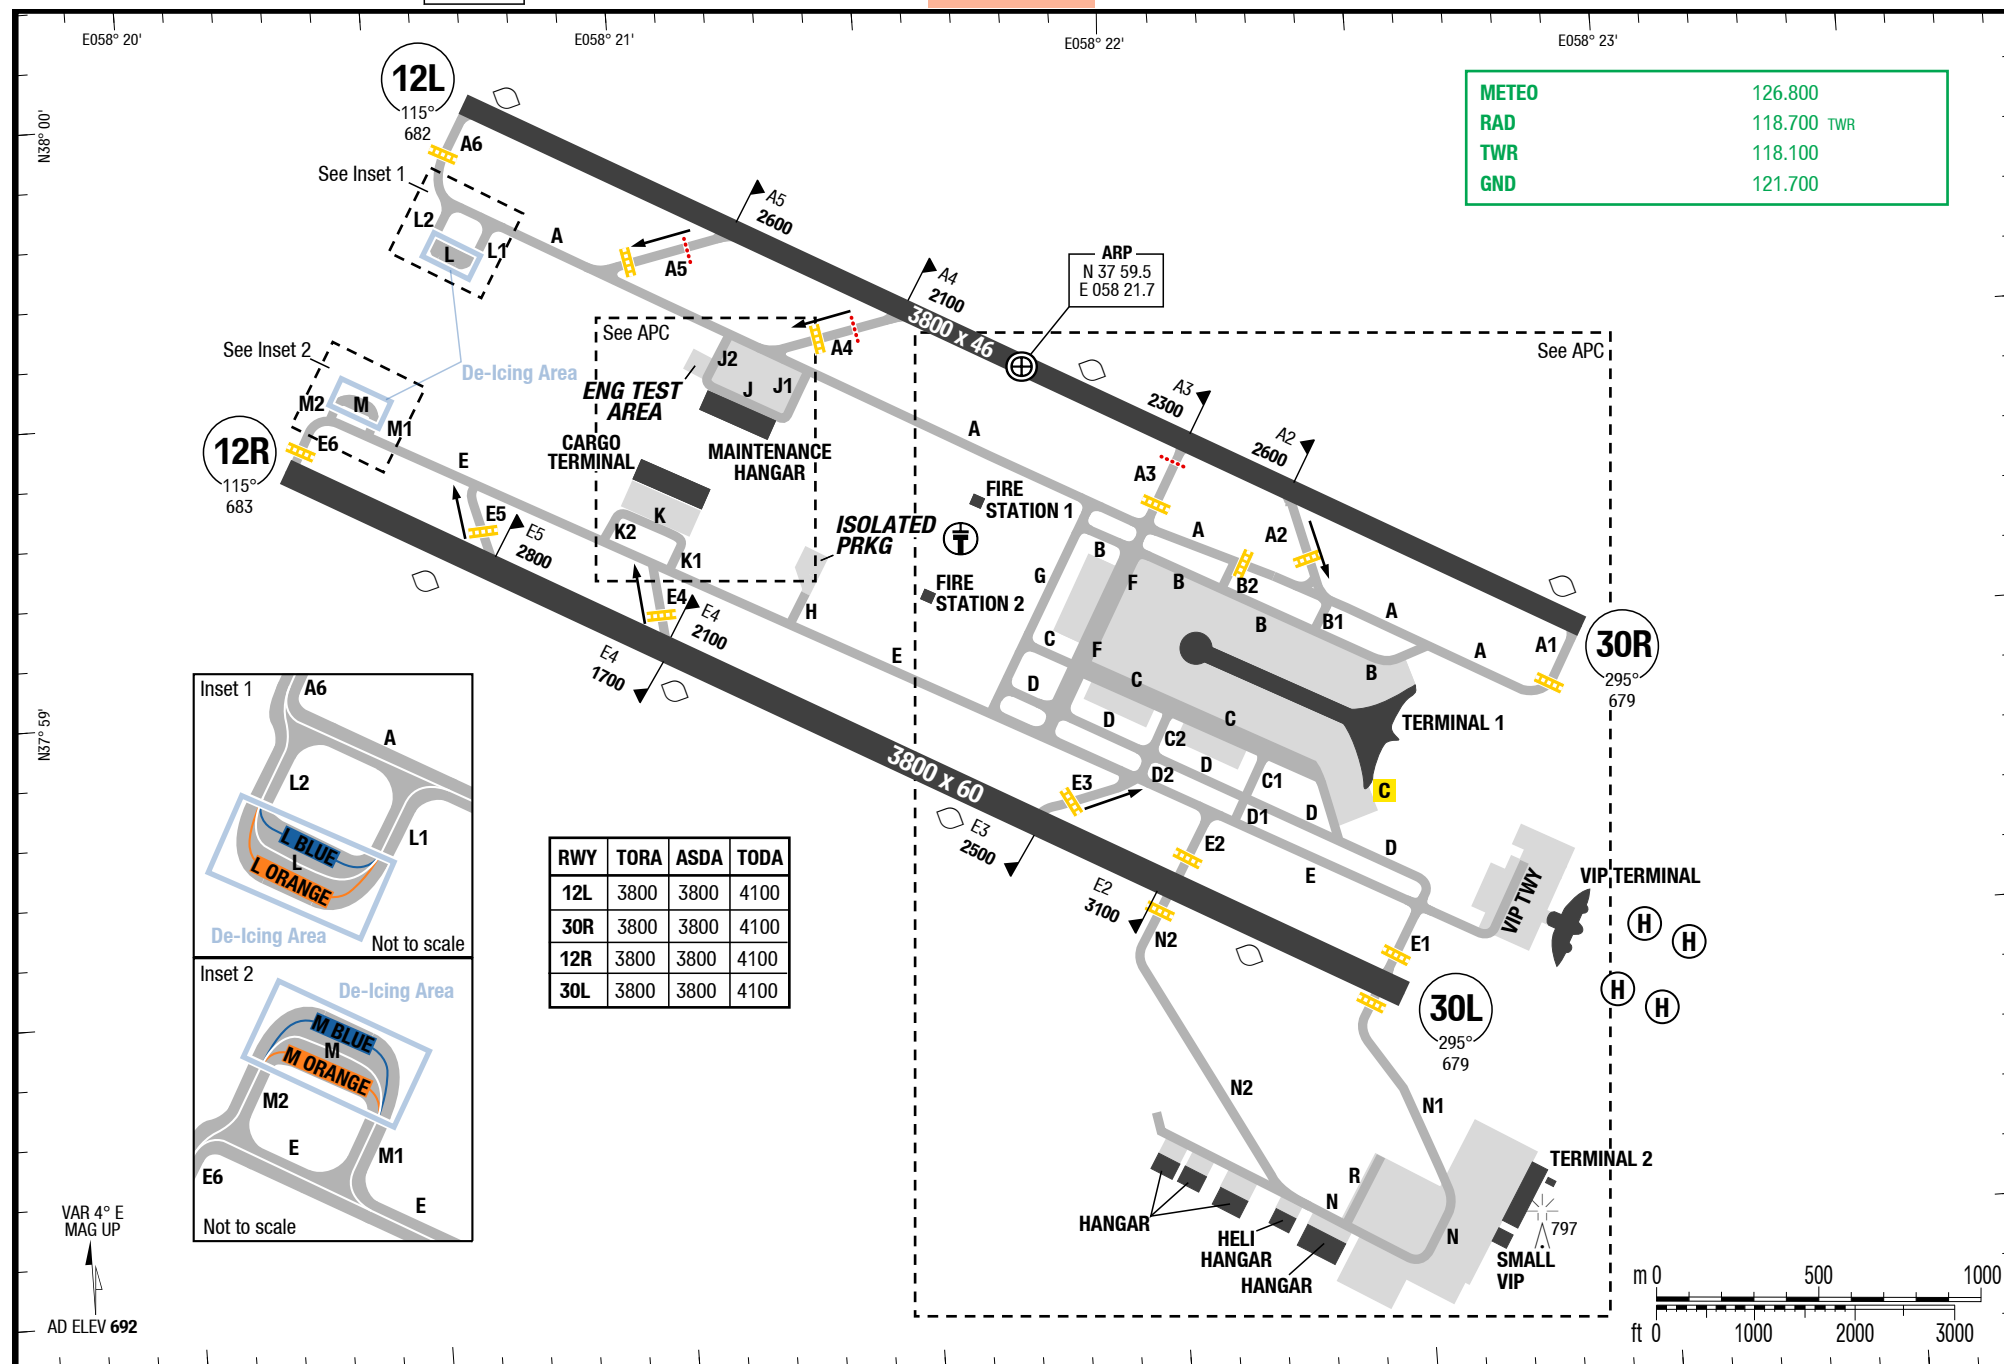 E058° 20'
E058° 21'
E058° 22'
E058° 23'
N38° 00'
N37° 59'
12L
115°
682
METEO 126.800
RAD 118.700 TWR
TWR 118.100
GND 121.700
A6
See Inset 1
L2
L
L1
A
A5
2600
A5
A4
2100
A4
ARP
N 37 59.5
E 058 21.7
3800 x 46
See APC
See APC
See Inset 2
De-Icing Area
M2
M
M1
J2
J
J1
ENG TEST
AREA
MAINTENANCE
HANGAR
CARGO
TERMINAL
A
A3
2300
A2
2600
A3
A2
12R
115°
683
E6
E
E5
E5
2800
K
K2
K1
ISOLATED
PRKG
FIRE
STATION 1
FIRE
STATION 2
H
E4
E4
2100
E4
1700
E
G
B
F
A
B
B2
B1
B
A
A
A1
B
30R
295°
679
C
F
C
D
D
C
C2
D
D2
C1
D1
D
C
D
TERMINAL 1
3800 x 60
E3
E3
2500
E2
E2
3100
N2
E
VIP TWY
VIP TERMINAL
H
H
H
H
E1
30L
295°
679
Inset 1
A6
A
L2
L1
L BLUE
L
L ORANGE
De-Icing Area
Not to scale
Inset 2
De-Icing Area
M BLUE
M
M ORANGE
M2
E
M1
E6
E
Not to scale
RWY TORA ASDA TODA
12L 3800 3800 4100
30R 3800 3800 4100
12R 3800 3800 4100
30L 3800 3800 4100
N2
N1
R
N
N
TERMINAL 2
797
SMALL
VIP
HANGAR
HELI
HANGAR
HANGAR
VAR 4° E
MAG UP
AD ELEV 692
m 0 500 1000
ft 0 1000 2000 3000